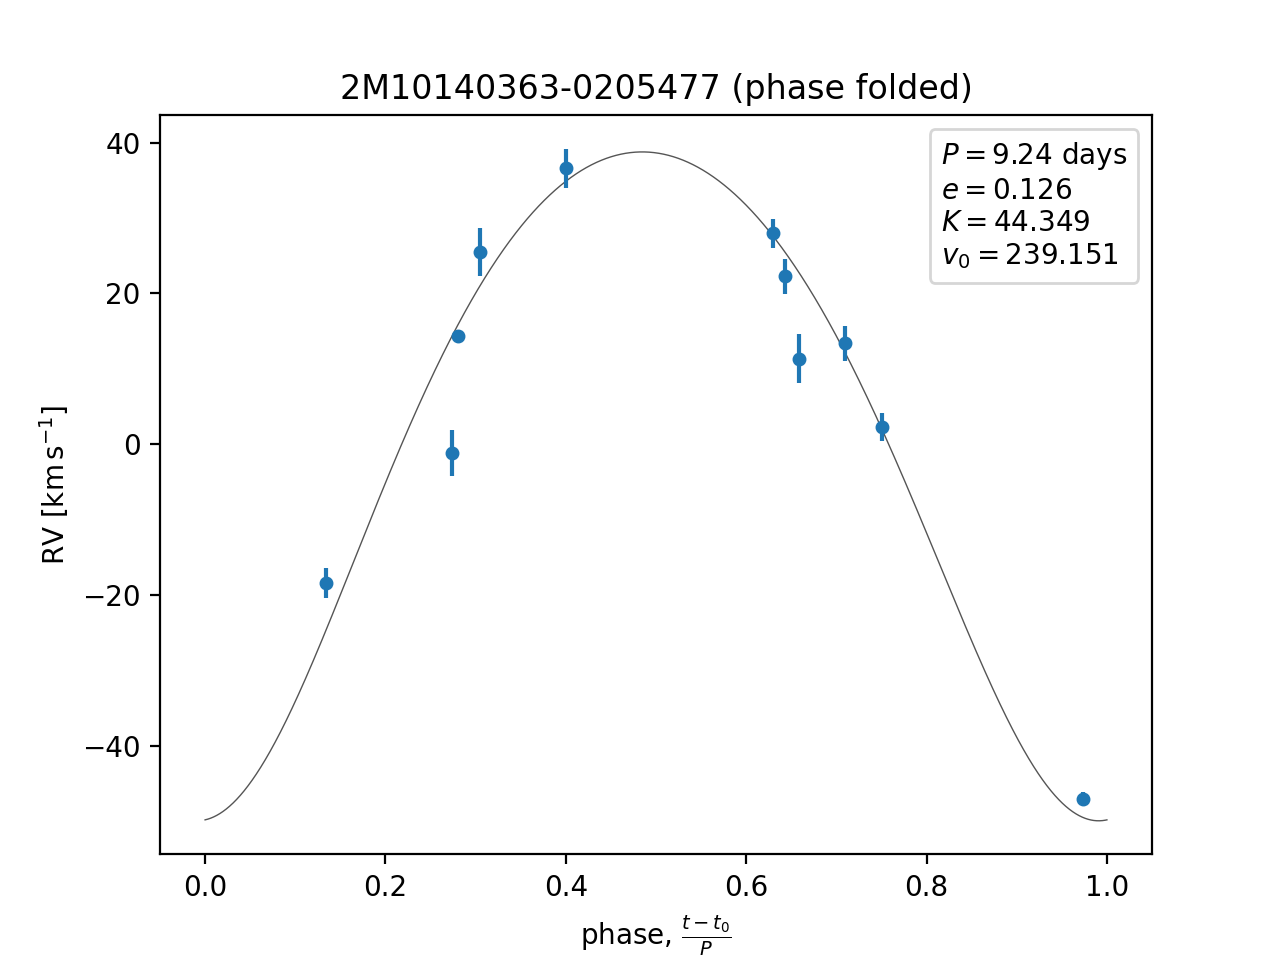 2M10140363-0205477 (phase folded)
P = 9.24 days
e = 0.126
K = 44.349
v₀ = 239.151
40
20
0
−20
−40
RV [km s⁻¹]
0.0 0.2 0.4 0.6 0.8 1.0
phase, (t − t₀)/P